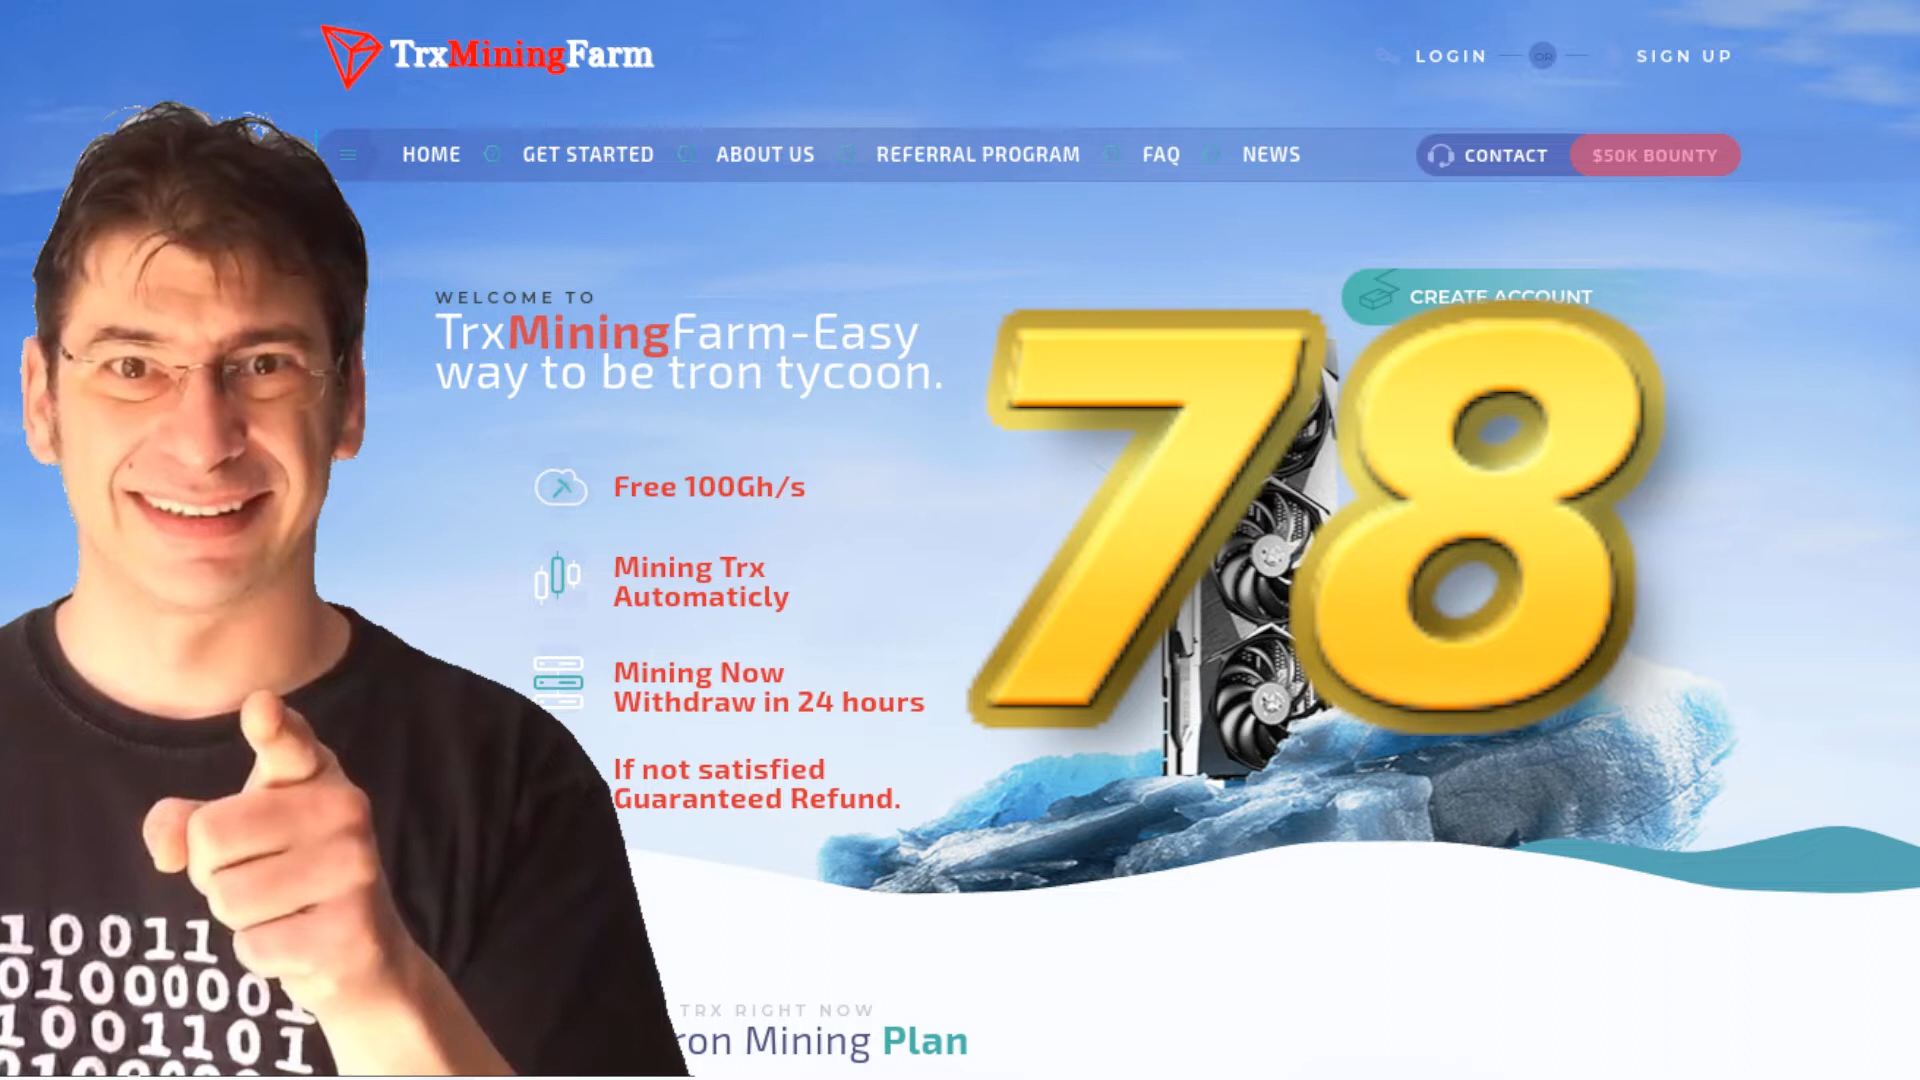 TrxMiningFarm
LOGIN
OR
SIGN UP
HOME
GET STARTED
ABOUT US
REFERRAL PROGRAM
FAQ
NEWS
CONTACT
$50K BOUNTY
WELCOME TO
TrxMiningFarm-Easy
way to be tron tycoon.
CREATE ACCOUNT
78
Free 100Gh/s
Mining Trx
Automaticly
Mining Now
Withdraw in 24 hours
If not satisfied
Guaranteed Refund.
10011
0100000
1001101
TRX RIGHT NOW
ron Mining Plan